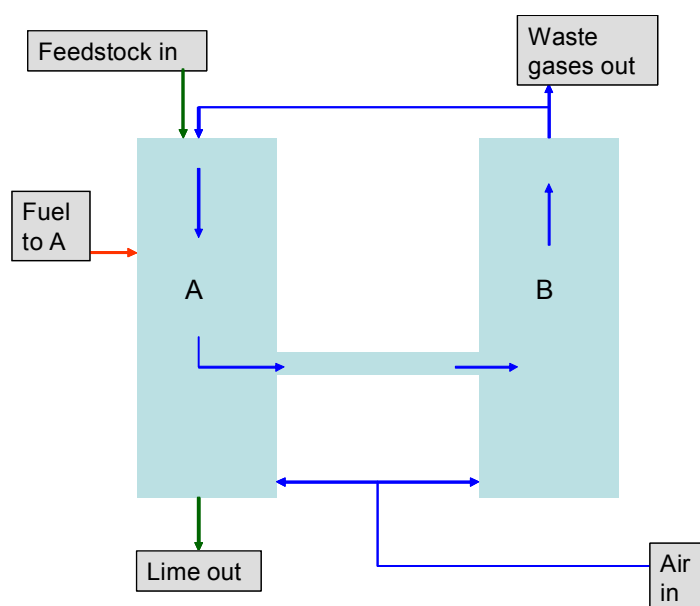 Feedstock in
Waste
gases out
Fuel
to A
A
B
Lime out
Air
in